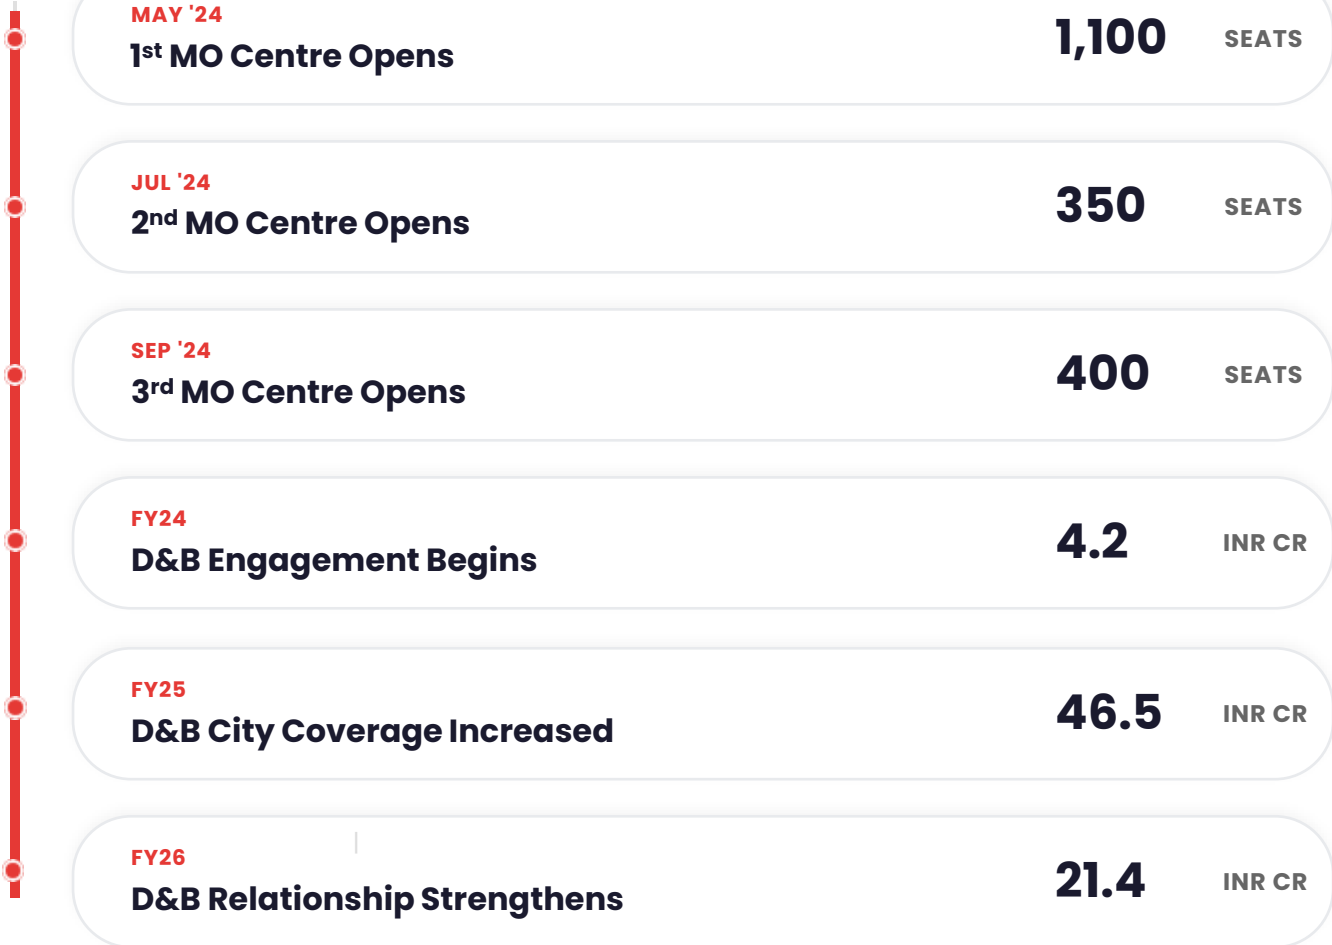 MAY '24
1st MO Centre Opens
1,100 SEATS
JUL '24
2nd MO Centre Opens
350 SEATS
SEP '24
3rd MO Centre Opens
400 SEATS
FY24
D&B Engagement Begins
4.2 INR CR
FY25
D&B City Coverage Increased
46.5 INR CR
FY26
D&B Relationship Strengthens
21.4 INR CR